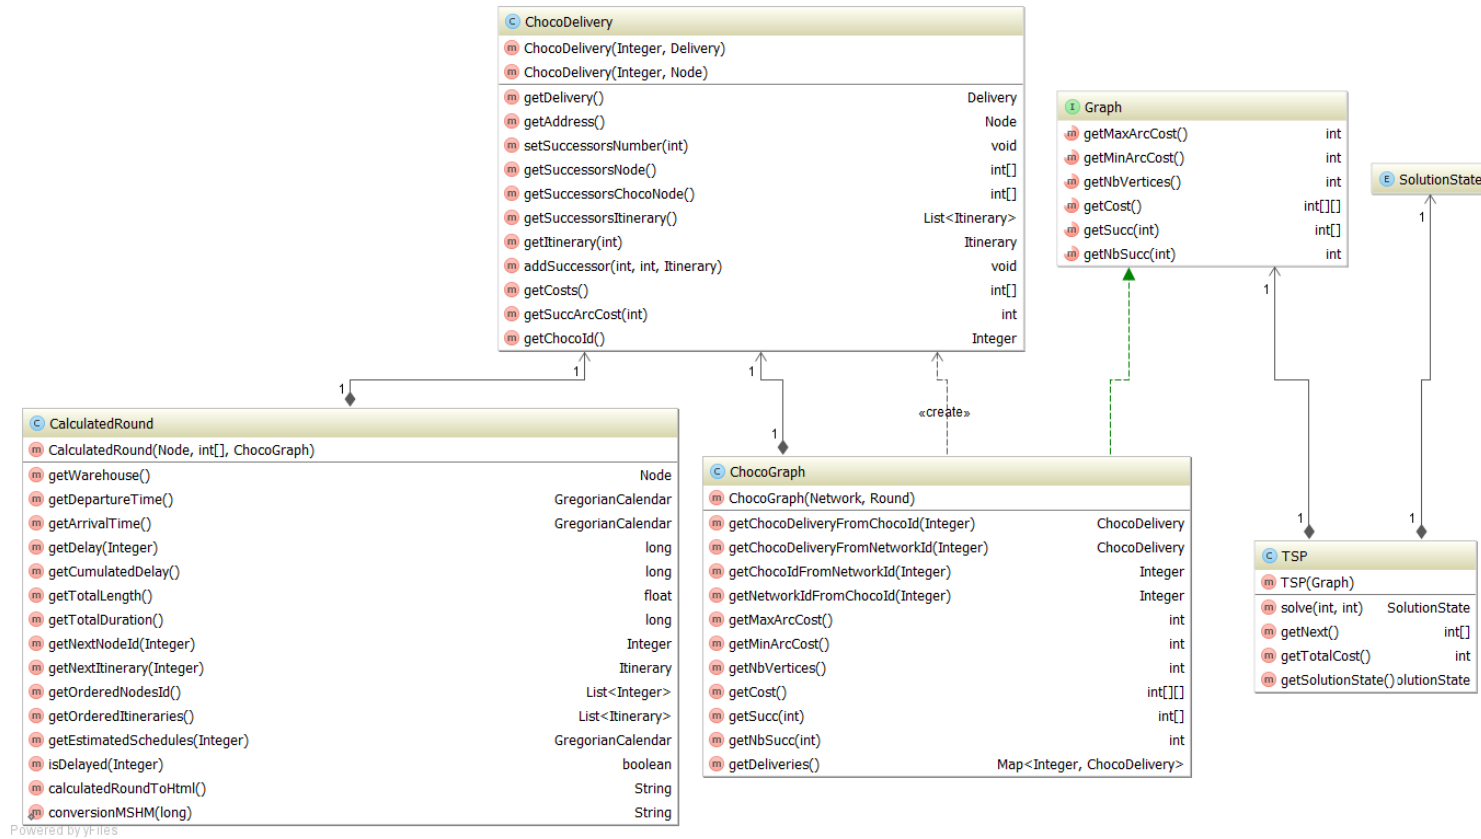 C ChocoDelivery
m ChocoDelivery(Integer, Delivery)
m ChocoDelivery(Integer, Node)
m getDelivery() Delivery
m getAddress() Node
m setSuccessorsNumber(int) void
m getSuccessorsNode() int[]
m getSuccessorsChocoNode() int[]
m getSuccessorsItinerary() List<Itinerary>
m getItinerary(int) Itinerary
m addSuccessor(int, int, Itinerary) void
m getCosts() int[]
m getSuccArcCost(int) int
m getChocoId() Integer
I Graph
m getMaxArcCost() int
m getMinArcCost() int
m getNbVertices() int
m getCost() int[][]
m getSucc(int) int[]
m getNbSucc(int) int
E SolutionState
1
1
1
1
1
1
1
1
«create»
C CalculatedRound
m CalculatedRound(Node, int[], ChocoGraph)
m getWarehouse() Node
m getDepartureTime() GregorianCalendar
m getArrivalTime() GregorianCalendar
m getDelay(Integer) long
m getCumulatedDelay() long
m getTotalLength() float
m getTotalDuration() long
m getNextNodeId(Integer) Integer
m getNextItinerary(Integer) Itinerary
m getOrderedNodesId() List<Integer>
m getOrderedItineraries() List<Itinerary>
m getEstimatedSchedules(Integer) GregorianCalendar
m isDelayed(Integer) boolean
m calculatedRoundToHtml() String
m conversionMSHM(long) String
C ChocoGraph
m ChocoGraph(Network, Round)
m getChocoDeliveryFromChocoId(Integer) ChocoDelivery
m getChocoDeliveryFromNetworkId(Integer) ChocoDelivery
m getChocoIdFromNetworkId(Integer) Integer
m getNetworkIdFromChocoId(Integer) Integer
m getMaxArcCost() int
m getMinArcCost() int
m getNbVertices() int
m getCost() int[][]
m getSucc(int) int[]
m getNbSucc(int) int
m getDeliveries() Map<Integer, ChocoDelivery>
C TSP
m TSP(Graph)
m solve(int, int) SolutionState
m getNext() int[]
m getTotalCost() int
m getSolutionState() olutionState
Powered by yFiles